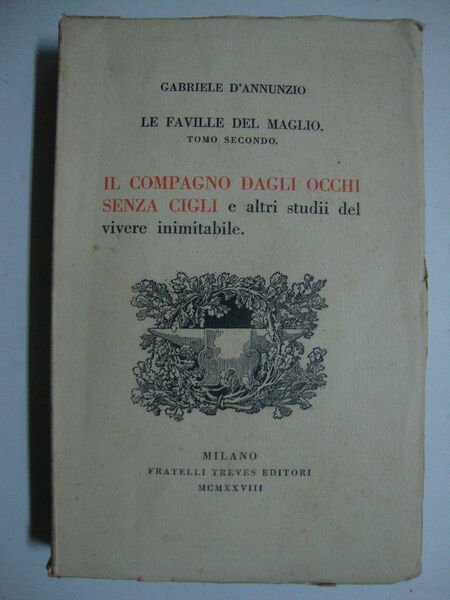 GABRIELE D'ANNUNZIO
LE FAVILLE DEL MAGLIO.
TOMO SECONDO.
IL COMPAGNO DAGLI OCCHI
SENZA CIGLI e altri studii del
vivere inimitabile.
MILANO
FRATELLI TREVES EDITORI
MCMXXVIII